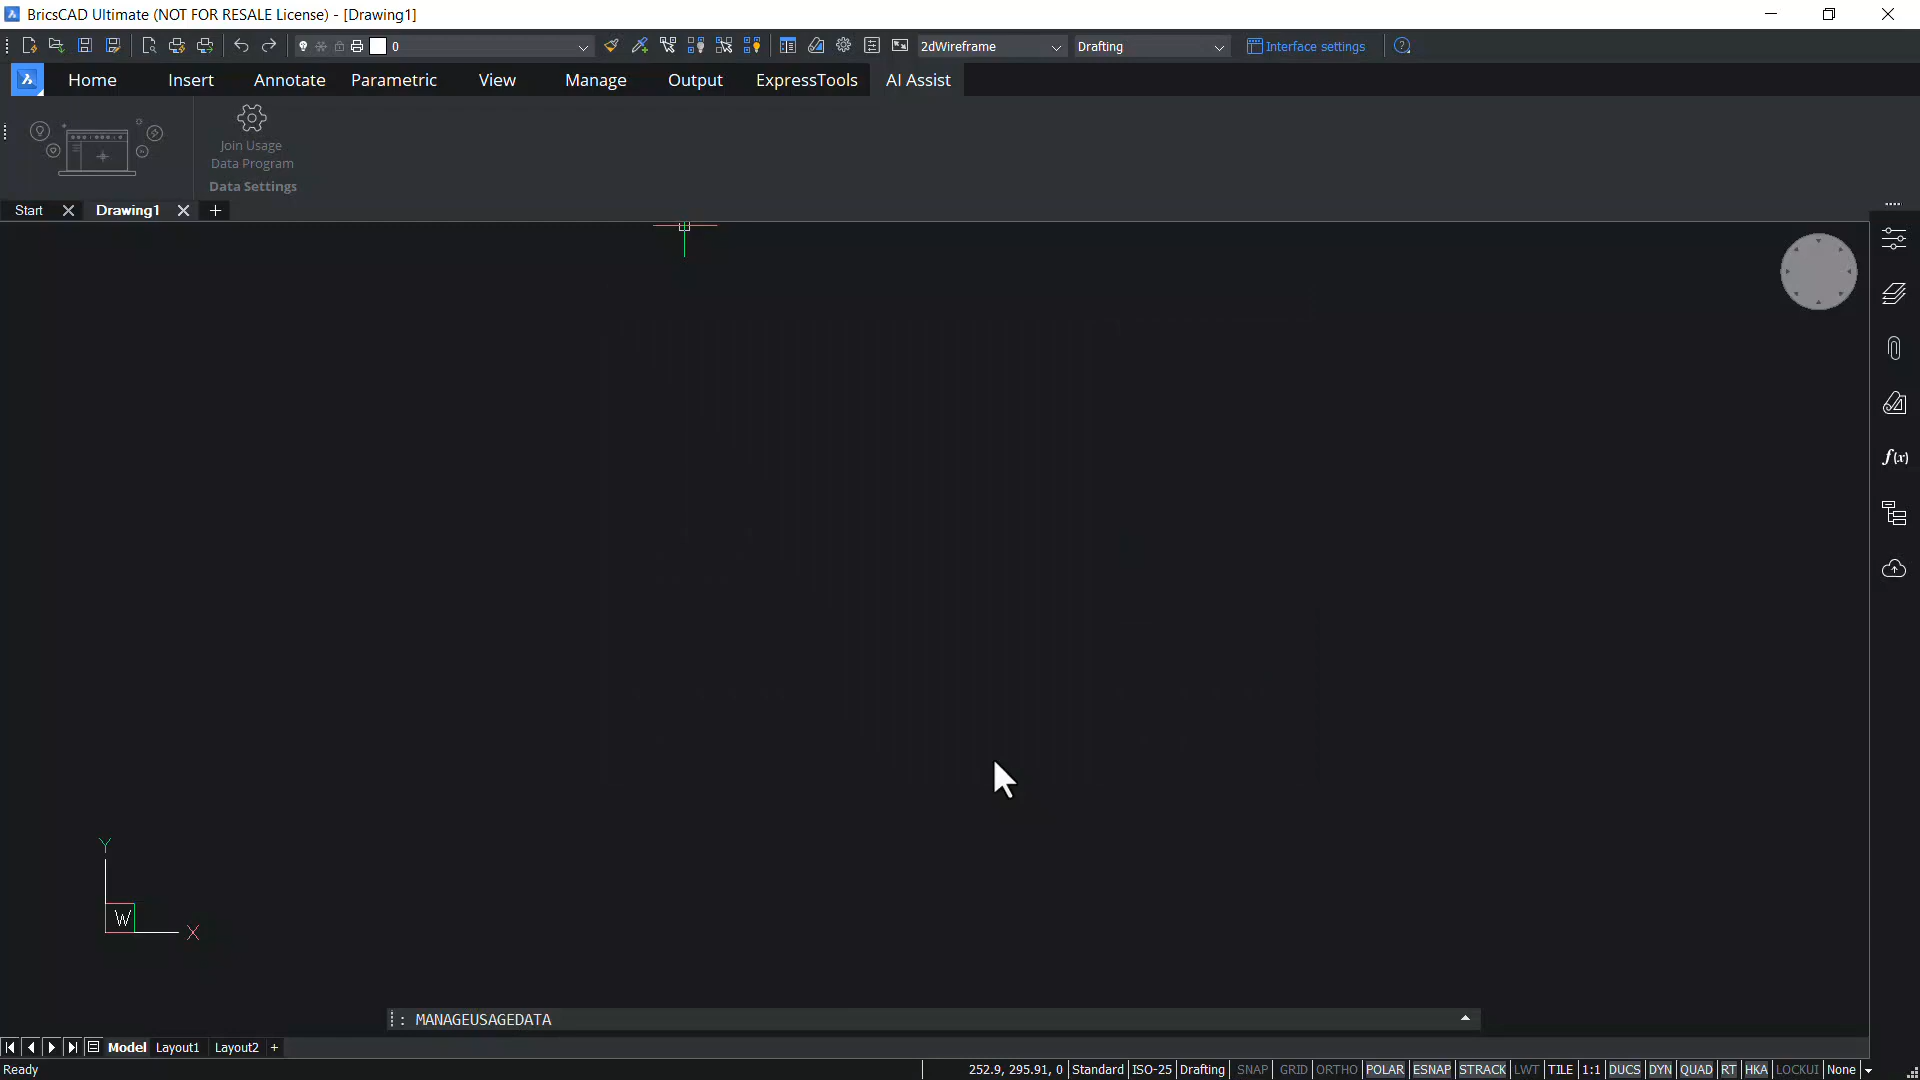 BricsCAD Ultimate (NOT FOR RESALE License) - [Drawing1]
0
2dWireframe
Drafting
Interface settings
Home Insert Annotate Parametric View Manage Output ExpressTools AI Assist
Join Usage
Data Program
Data Settings
Start Drawing1
f(x)
Y
W
X
: MANAGEUSAGEDATA
Model Layout1 Layout2 +
Ready 252.9, 295.91, 0 Standard ISO-25 Drafting SNAP GRID ORTHO POLAR ESNAP STRACK LWT TILE 1:1 DUCS DYN QUAD RT HKA LOCKUI None